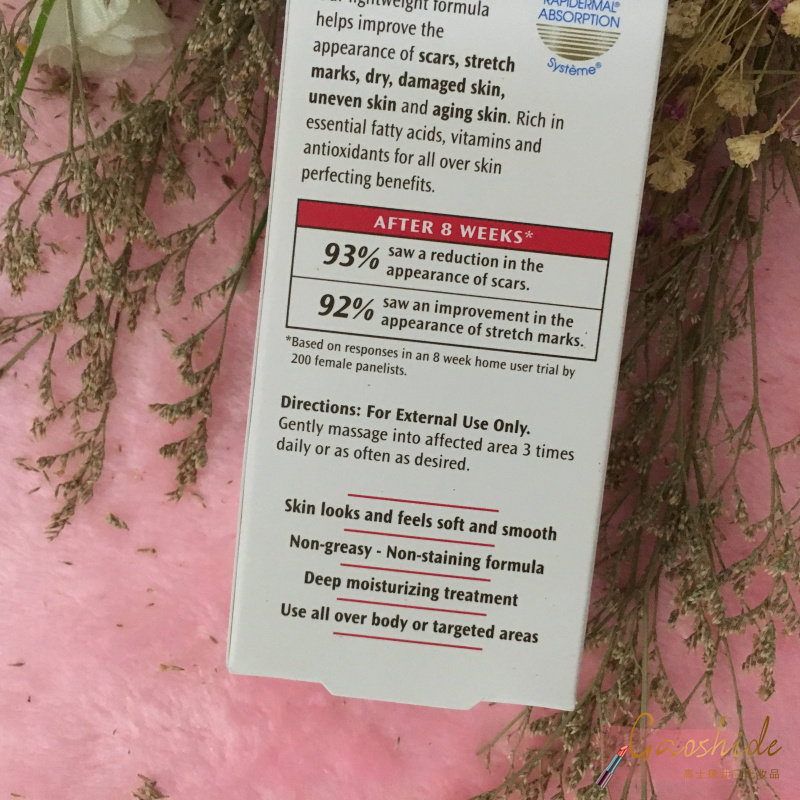 lightweight formula
helps improve the
appearance of scars, stretch
marks, dry, damaged skin,
uneven skin and aging skin. Rich in
essential fatty acids, vitamins and
antioxidants for all over skin
perfecting benefits.
RAPIDERMAL®
ABSORPTION
Système®
AFTER 8 WEEKS*
93% saw a reduction in the
appearance of scars.
92% saw an improvement in the
appearance of stretch marks.
*Based on responses in an 8 week home user trial by
200 female panelists.
Directions: For External Use Only.
Gently massage into affected area 3 times
daily or as often as desired.
Skin looks and feels soft and smooth
Non-greasy - Non-staining formula
Deep moisturizing treatment
Use all over body or targeted areas
Gaoshide